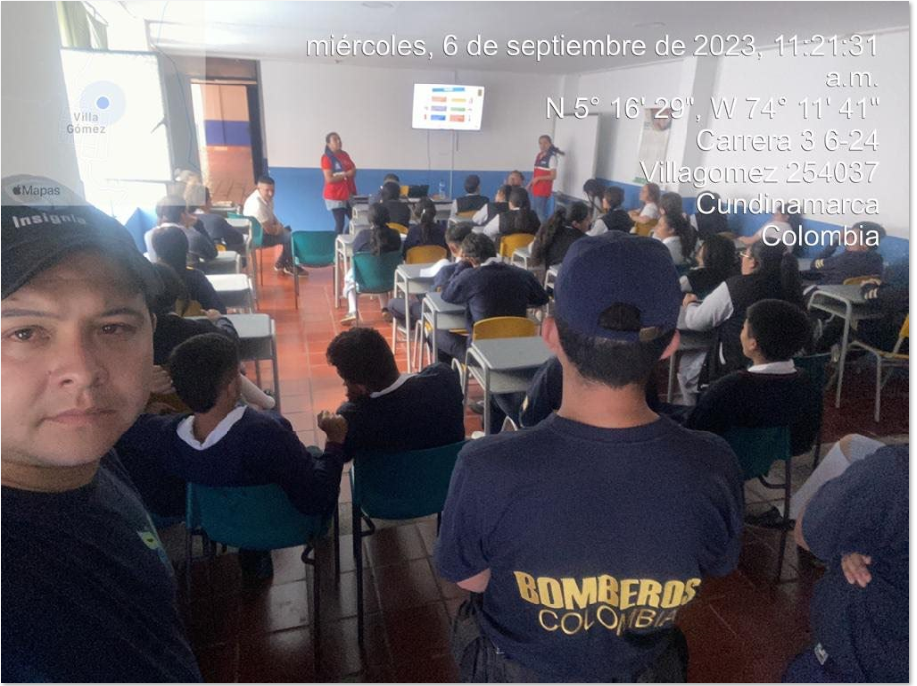 miércoles, 6 de septiembre de 2023, 11:21:31
a.m.
N 5° 16' 29", W 74° 11' 41"
Carrera 3 6-24
Villagomez 254037
Cundinamarca
Colombia
Villa
Gómez
Mapas
Insignia
BOMBEROS
COLOMBIA